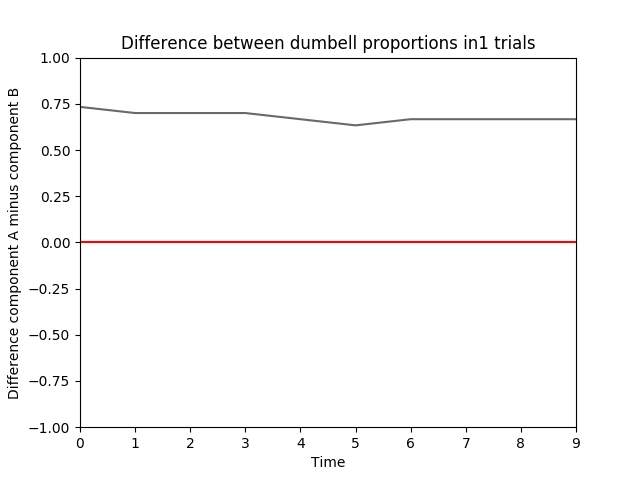 Difference between dumbell proportions in1 trials
Difference component A minus component B
1.00
0.75
0.50
0.25
0.00
−0.25
−0.50
−0.75
−1.00
0 1 2 3 4 5 6 7 8 9
Time